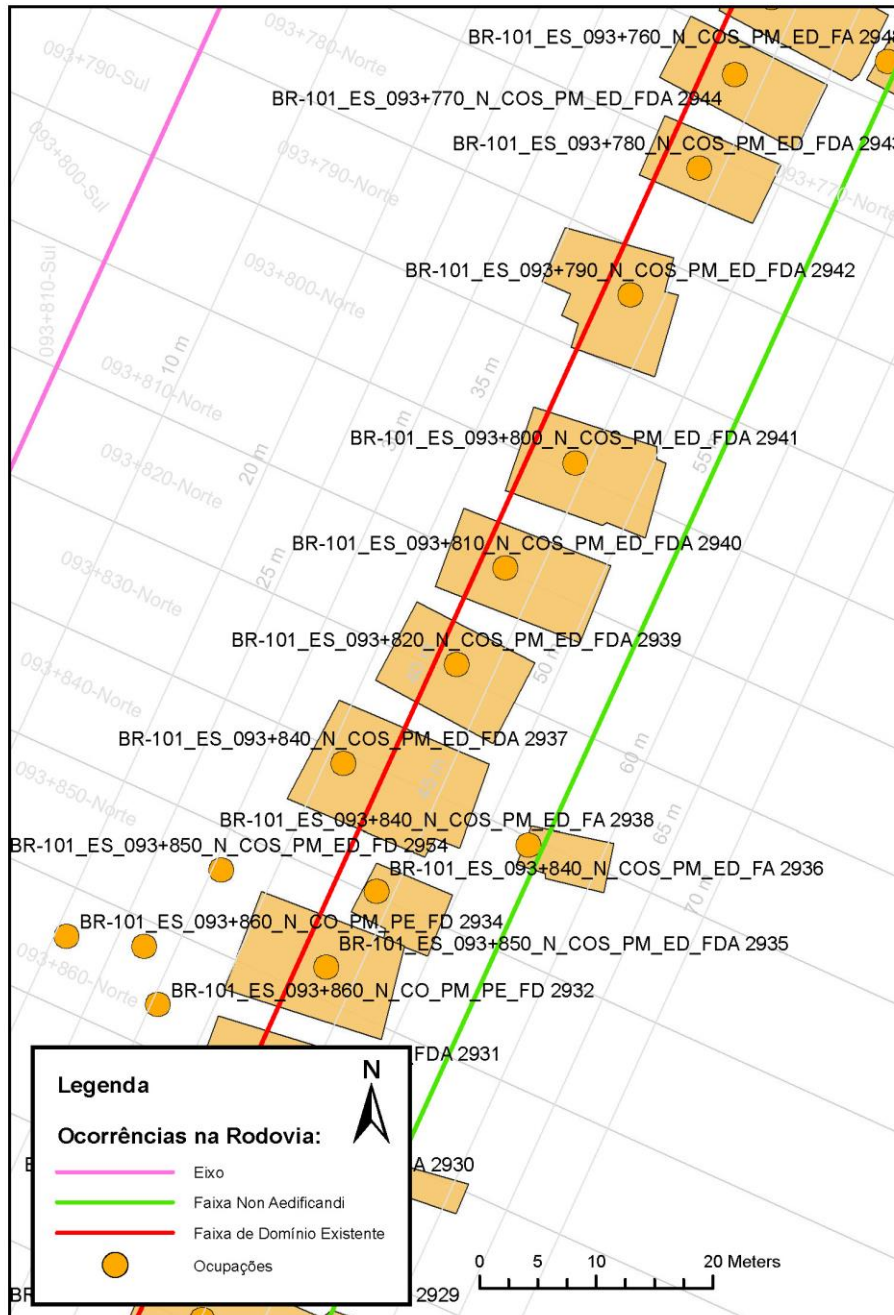 093+780-Norte
BR-101_ES_093+760_N_COS_PM_ED_FA 2948
093+790-Sul
BR-101_ES_093+770_N_COS_PM_ED_FDA 2944
BR-101_ES_093+780_N_COS_PM_ED_FDA 2943
093+800-Sul
093+790-Norte
093+770-Norte
093+810-Sul
093+800-Norte
BR-101_ES_093+790_N_COS_PM_ED_FDA 2942
10 m
35 m
093+810-Norte
BR-101_ES_093+800_N_COS_PM_ED_FDA 2941
55 m
20 m
093+820-Norte
BR-101_ES_093+810_N_COS_PM_ED_FDA 2940
25 m
093+830-Norte
BR-101_ES_093+820_N_COS_PM_ED_FDA 2939
50 m
093+840-Norte
BR-101_ES_093+840_N_COS_PM_ED_FDA 2937
60 m
45 m
093+850-Norte
BR-101_ES_093+840_N_COS_PM_ED_FA 2938
65 m
BR-101_ES_093+850_N_COS_PM_ED_FD 2954
BR-101_ES_093+840_N_COS_PM_ED_FA 2936
70 m
BR-101_ES_093+860_N_CO_PM_PE_FD 2934
BR-101_ES_093+850_N_COS_PM_ED_FDA 2935
093+860-Norte
BR-101_ES_093+860_N_CO_PM_PE_FD 2932
FDA 2931
Legenda
N
Ocorrências na Rodovia:
A 2930
Eixo
Faixa Non Aedificandi
Faixa de Domínio Existente
Ocupações
0 5 10 20 Meters
BR
2929